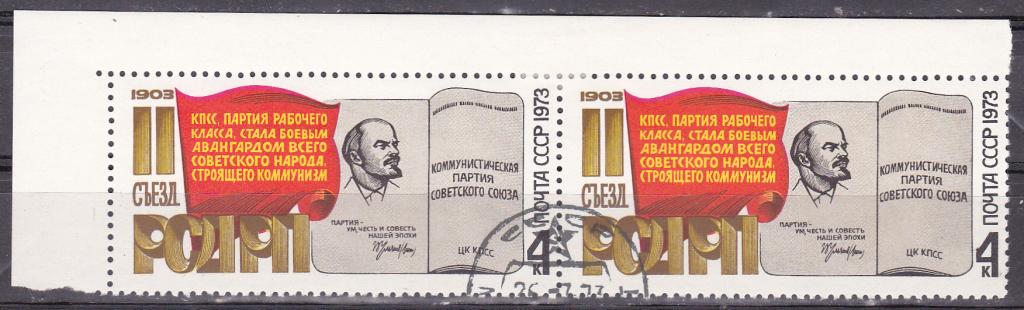 1903
II
СЪЕЗД
РСДРП
КПСС, ПАРТИЯ РАБОЧЕГО
КЛАССА, СТАЛА БОЕВЫМ
АВАНГАРДОМ ВСЕГО
СОВЕТСКОГО НАРОДА,
СТРОЯЩЕГО КОММУНИЗМ
ПАРТИЯ -
УМ, ЧЕСТЬ И СОВЕСТЬ
НАШЕЙ ЭПОХИ
КОММУНИСТИЧЕСКАЯ
ПАРТИЯ
СОВЕТСКОГО СОЮЗА
ЦК КПСС
ПОЧТА СССР 1973
4
К
1903
II
СЪЕЗД
РСДРП
КПСС, ПАРТИЯ РАБОЧЕГО
КЛАССА, СТАЛА БОЕВЫМ
АВАНГАРДОМ ВСЕГО
СОВЕТСКОГО НАРОДА,
СТРОЯЩЕГО КОММУНИЗМ
ПАРТИЯ -
УМ, ЧЕСТЬ И СОВЕСТЬ
НАШЕЙ ЭПОХИ
КОММУНИСТИЧЕСКАЯ
ПАРТИЯ
СОВЕТСКОГО СОЮЗА
ЦК КПСС
ПОЧТА СССР 1973
4
К